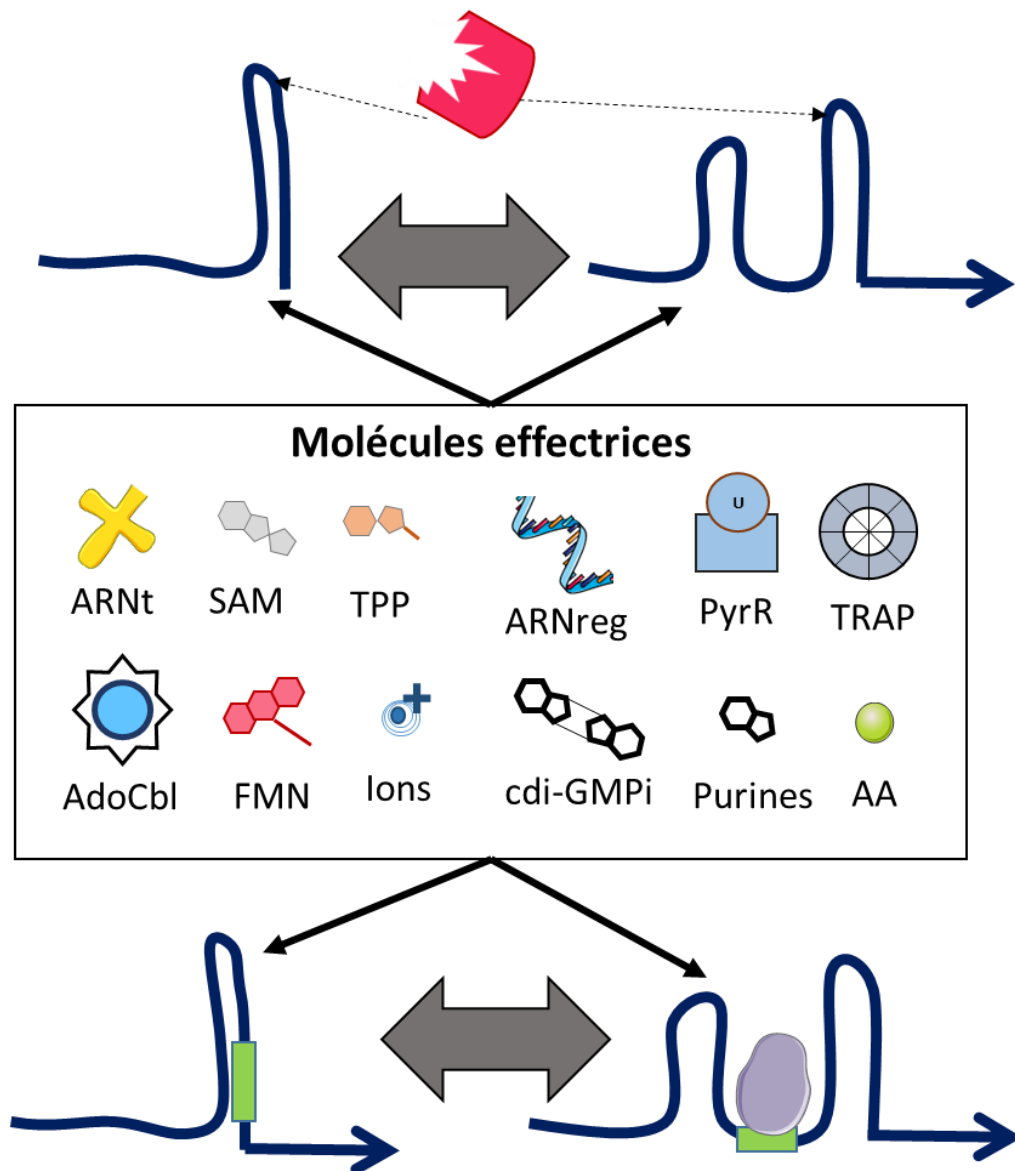 Molécules effectrices
U
ARNt SAM TPP ARNreg PyrR TRAP
AdoCbl FMN Ions cdi-GMPi Purines AA